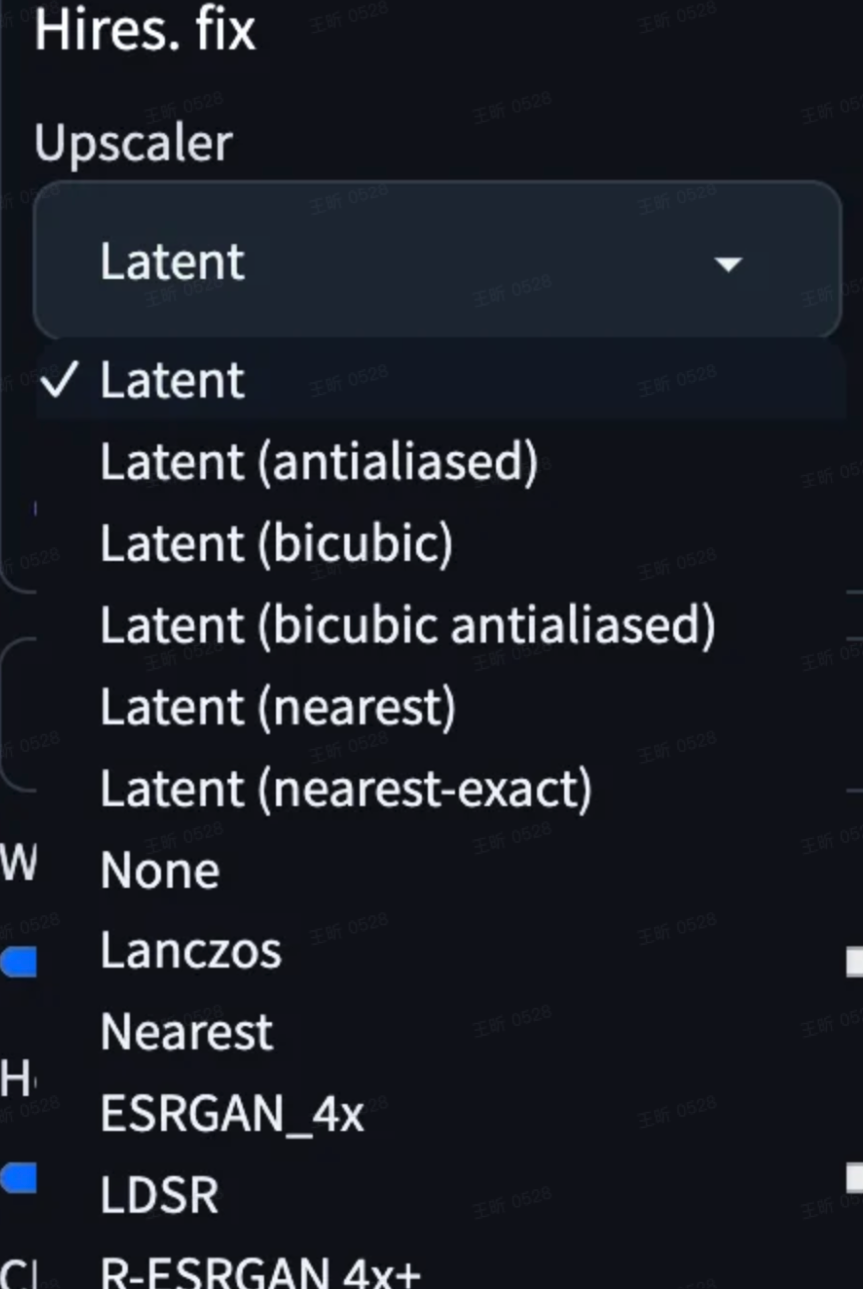 Hires. fix
Upscaler
Latent
✓ Latent
Latent (antialiased)
Latent (bicubic)
Latent (bicubic antialiased)
Latent (nearest)
Latent (nearest-exact)
None
Lanczos
Nearest
ESRGAN_4x
LDSR
R-ESRGAN 4x+
王昕 0528